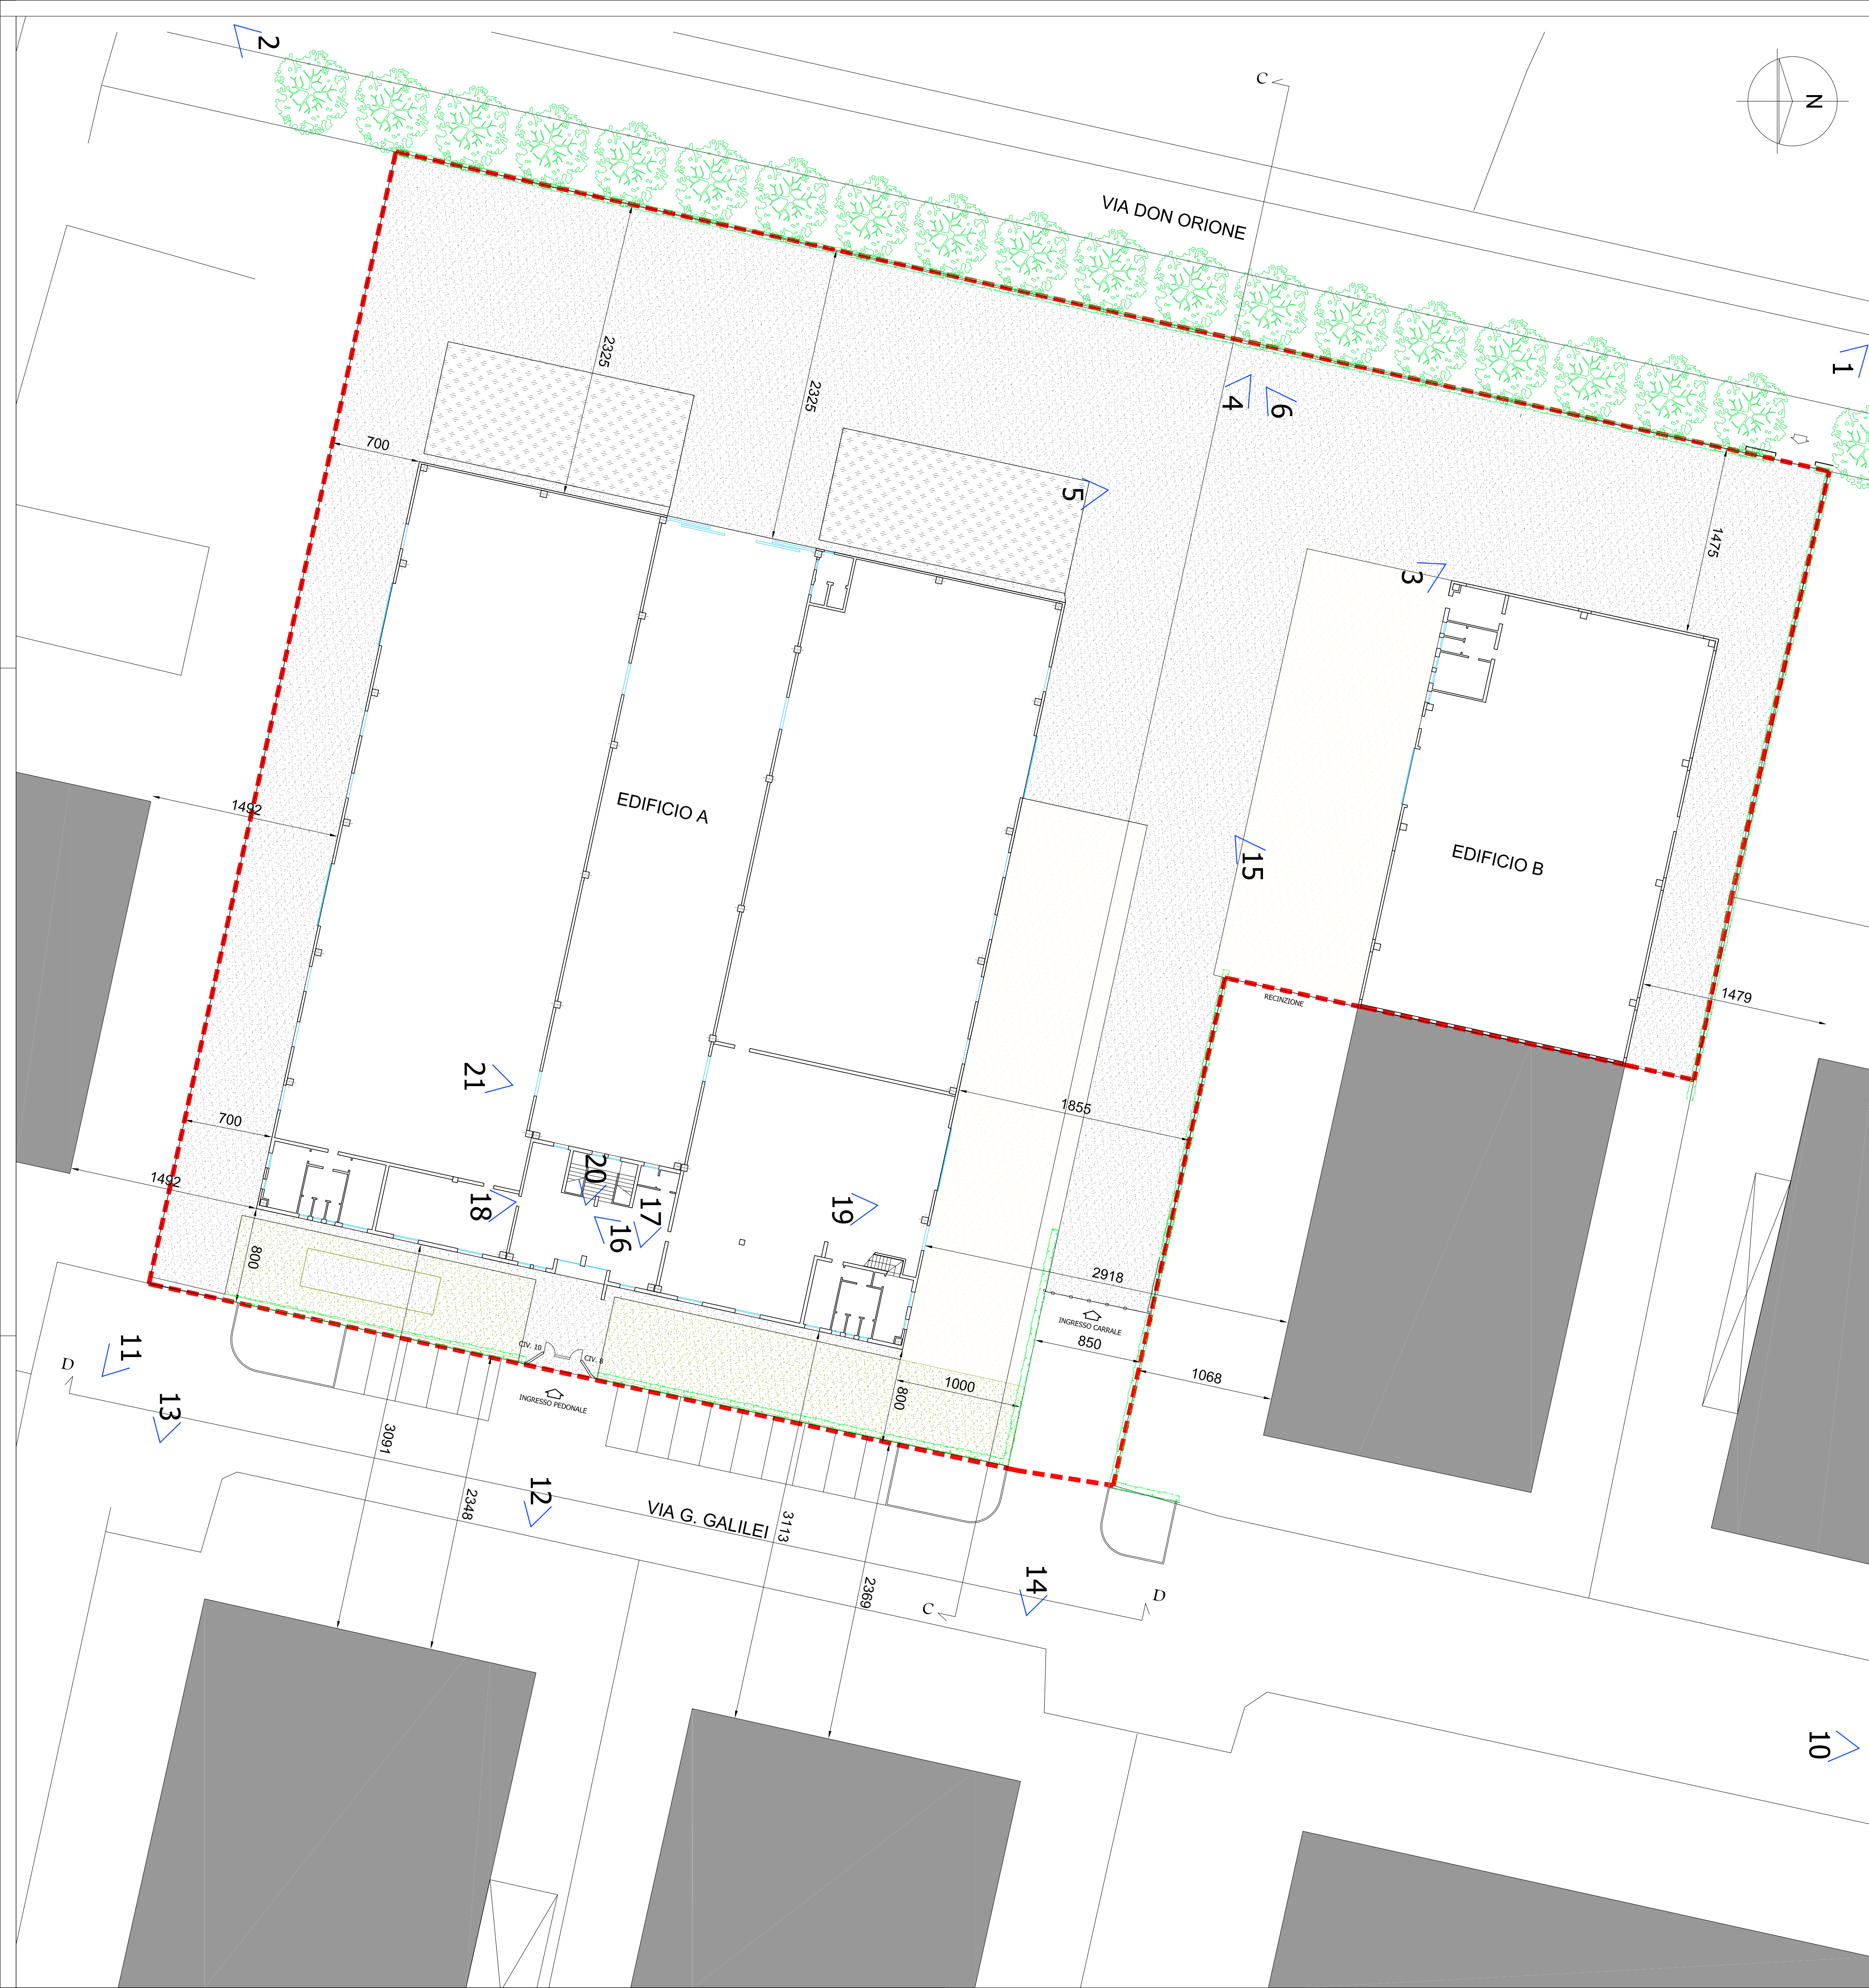 2
C
N
VIA DON ORIONE
1
2325
2325
4
6
700
5
1475
3
EDIFICIO A
1492
EDIFICIO B
15
RECINZIONE
1479
21
1855
700
1492
20
18
17
19
16
800
2918
INGRESSO CARRALE
850
CIV. 10
CIV. 8
11
D
1068
1000
800
INGRESSO PEDONALE
13
3091
2348
12
VIA G. GALILEI
3113
2369
14
D
C
10